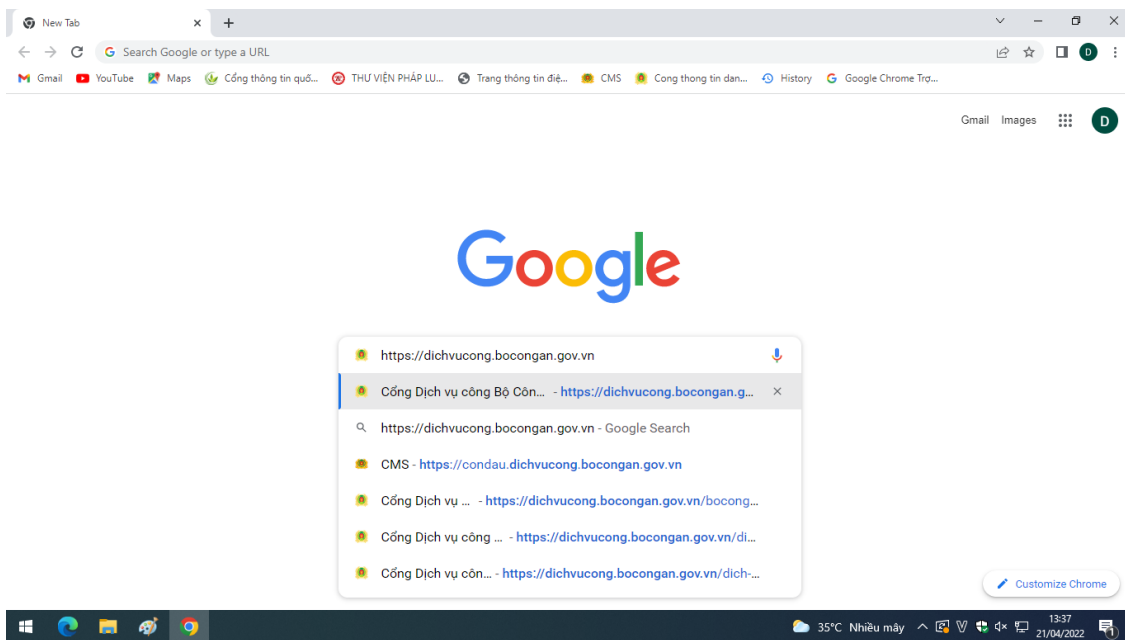 New Tab
Search Google or type a URL
D
Gmail YouTube Maps Cổng thông tin quố... THƯ VIỆN PHÁP LU... Trang thông tin điệ... CMS Cong thong tin dan... History Google Chrome Trợ...
Gmail Images D
Google
https://dichvucong.bocongan.gov.vn
Cổng Dịch vụ công Bộ Côn... - https://dichvucong.bocongan.g...
https://dichvucong.bocongan.gov.vn - Google Search
CMS - https://condau.dichvucong.bocongan.gov.vn
Cổng Dịch vụ ... - https://dichvucong.bocongan.gov.vn/bocong...
Cổng Dịch vụ công ... - https://dichvucong.bocongan.gov.vn/di...
Cổng Dịch vụ côn... - https://dichvucong.bocongan.gov.vn/dich-...
Customize Chrome
35°C Nhiều mây
13:37
21/04/2022
1